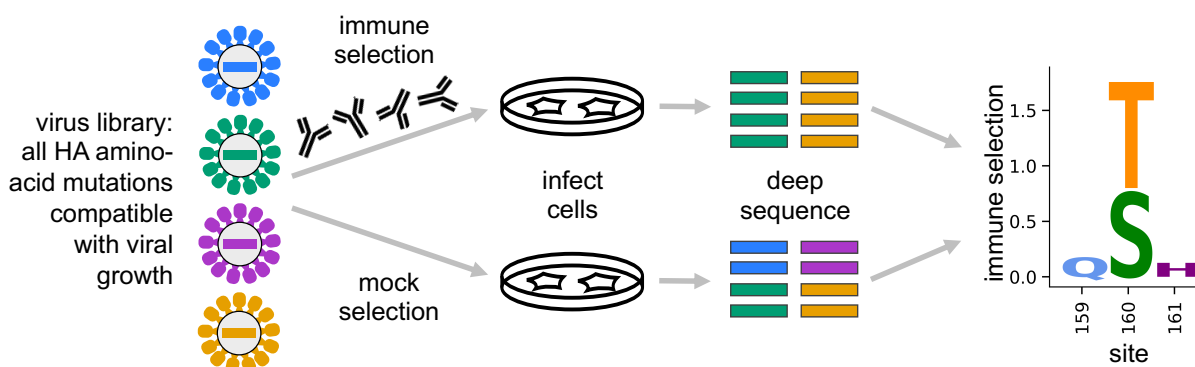 immune
selection
virus library:
all HA amino-
acid mutations
compatible
with viral
growth
mock
selection
infect
cells
deep
sequence
immune selection
1.5
1.0
0.5
0.0
T
S
Q
H
159
160
161
site